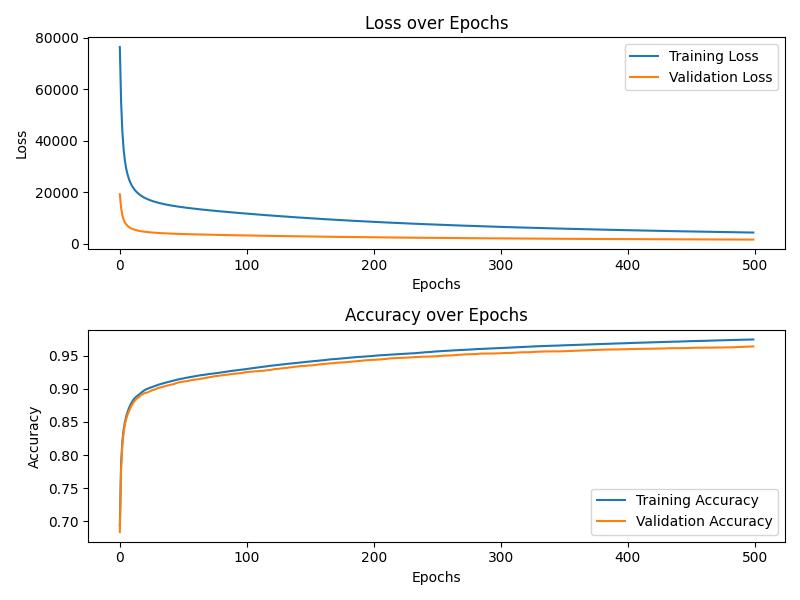 Loss over Epochs
80000
60000
40000
20000
0
Loss
Training Loss
Validation Loss
0 100 200 300 400 500
Epochs
Accuracy over Epochs
0.95
0.90
0.85
0.80
0.75
0.70
Accuracy
Training Accuracy
Validation Accuracy
0 100 200 300 400 500
Epochs